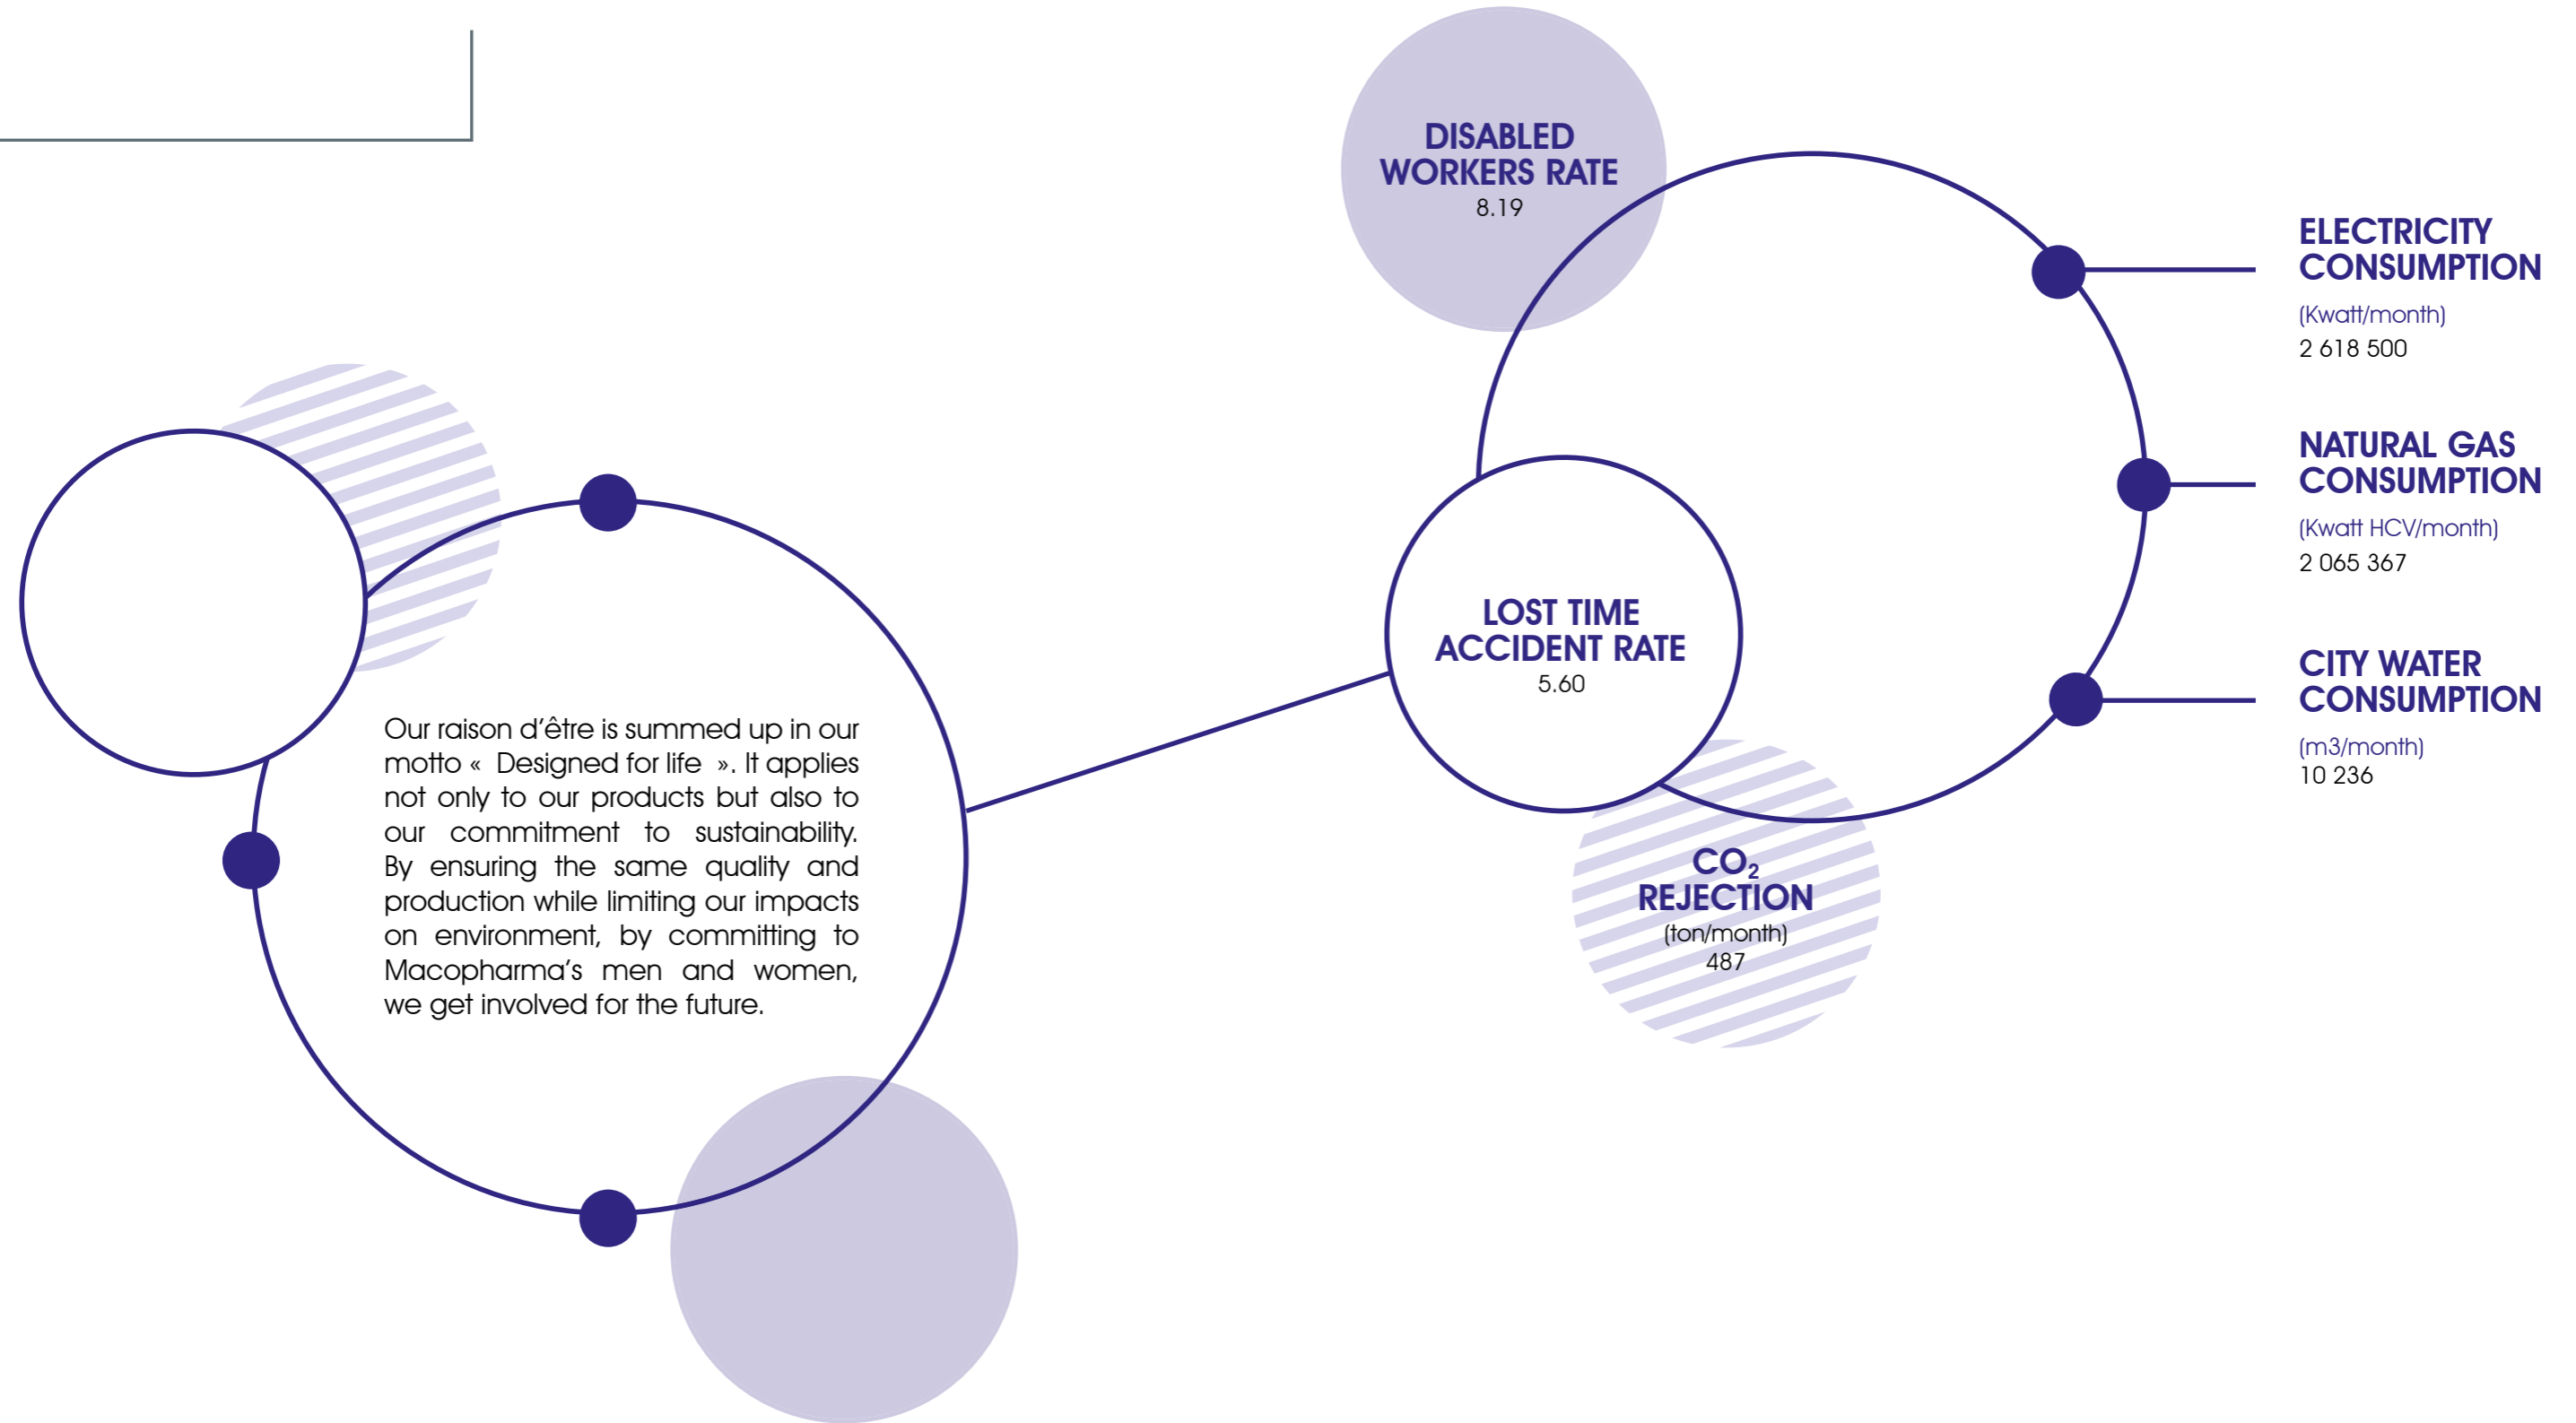 Our raison d’être is summed up in our
motto «  Designed for life  ». It applies
not only to our products but also to
our commitment to sustainability.
By ensuring the same quality and
production while limiting our impacts
on environment, by committing to
Macopharma’s men and women,
we get involved for the future.
DISABLED
WORKERS RATE
8.19
LOST TIME
ACCIDENT RATE
5.60
CO₂
REJECTION
(ton/month)
487
ELECTRICITY
CONSUMPTION
(Kwatt/month)
2 618 500
NATURAL GAS
CONSUMPTION
(Kwatt HCV/month)
2 065 367
CITY WATER
CONSUMPTION
(m3/month)
10 236